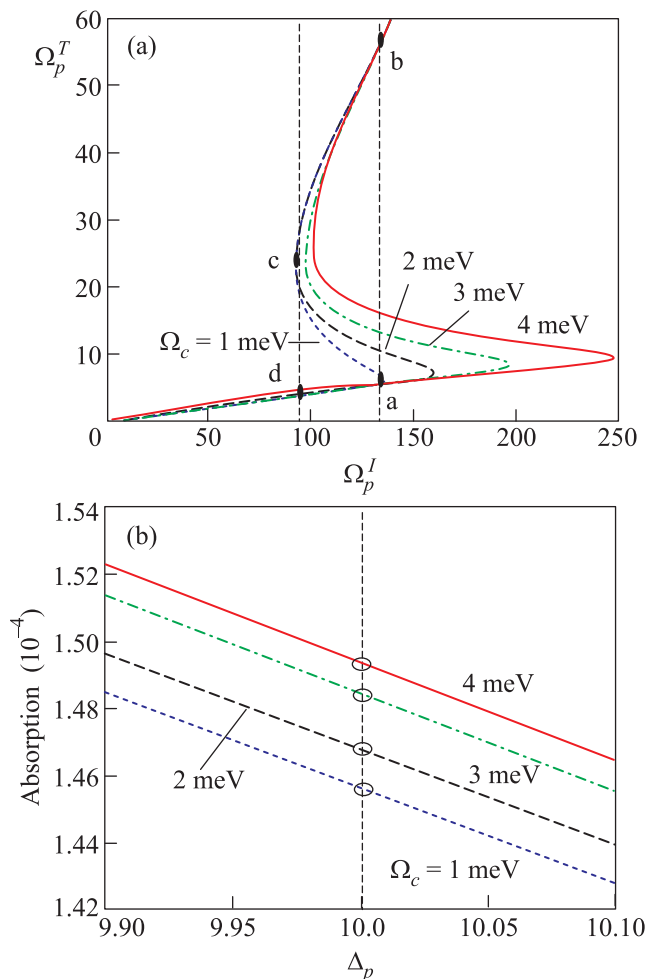 60
(a)
Ω_p^T
b
50
40
30
c
2 meV
20
3 meV
Ω_c = 1 meV
4 meV
10
d
a
0
50
100
150
200
250
Ω_p^I
1.54
(b)
1.52
1.50
4 meV
1.48
2 meV
3 meV
1.46
1.44
Ω_c = 1 meV
1.42
Absorption (10^−4)
9.90
9.95
10.0
10.05
10.10
Δ_p